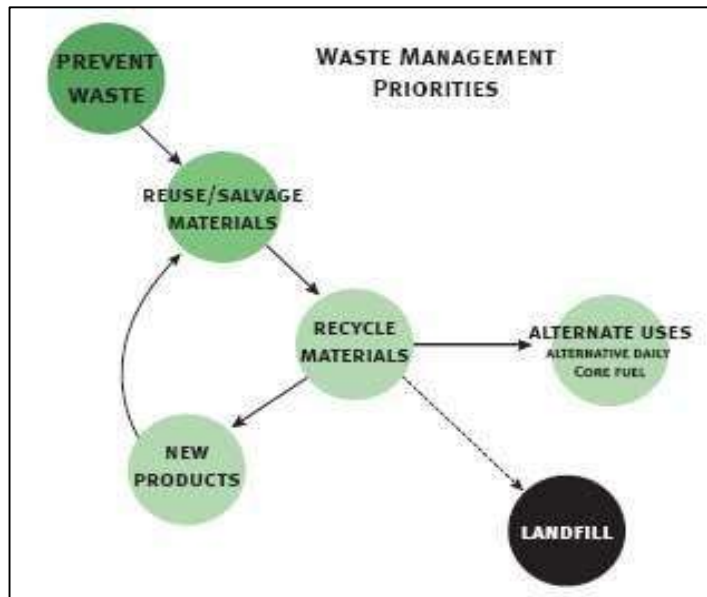 WASTE MANAGEMENT
PRIORITIES
PREVENT
WASTE
REUSE/SALVAGE
MATERIALS
RECYCLE
MATERIALS
ALTERNATE USES
ALTERNATIVE DAILY
CORE FUEL
NEW
PRODUCTS
LANDFILL